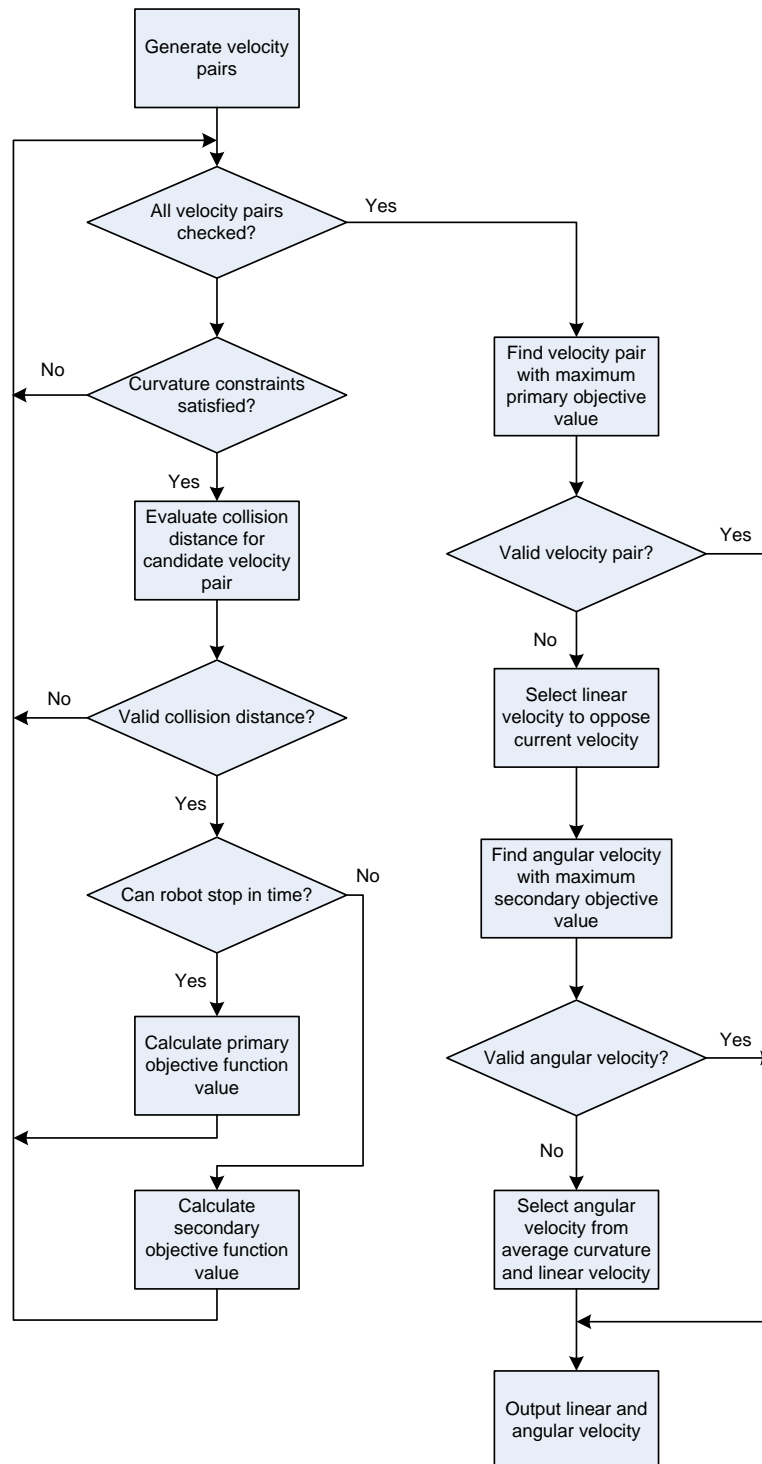 Generate velocity
pairs
All velocity pairs
checked?
Yes
No
Curvature constraints
satisfied?
Yes
Evaluate collision
distance for
candidate velocity
pair
No
Valid collision distance?
Yes
Can robot stop in time?
No
Yes
Calculate primary
objective function
value
Calculate
secondary
objective function
value
Find velocity pair
with maximum
primary objective
value
Valid velocity pair?
Yes
No
Select linear
velocity to oppose
current velocity
Find angular velocity
with maximum
secondary objective
value
Valid angular velocity?
Yes
No
Select angular
velocity from
average curvature
and linear velocity
Output linear and
angular velocity